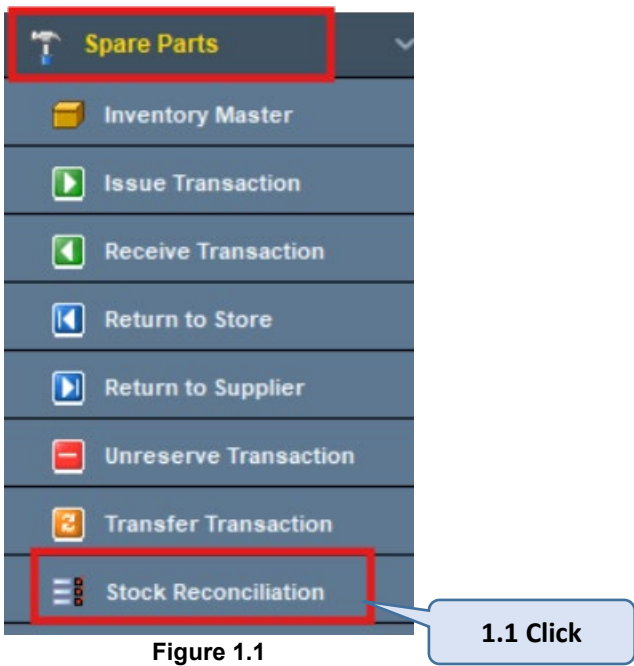 Spare Parts
Inventory Master
Issue Transaction
Receive Transaction
Return to Store
Return to Supplier
Unreserve Transaction
Transfer Transaction
Stock Reconciliation
1.1 Click
Figure 1.1